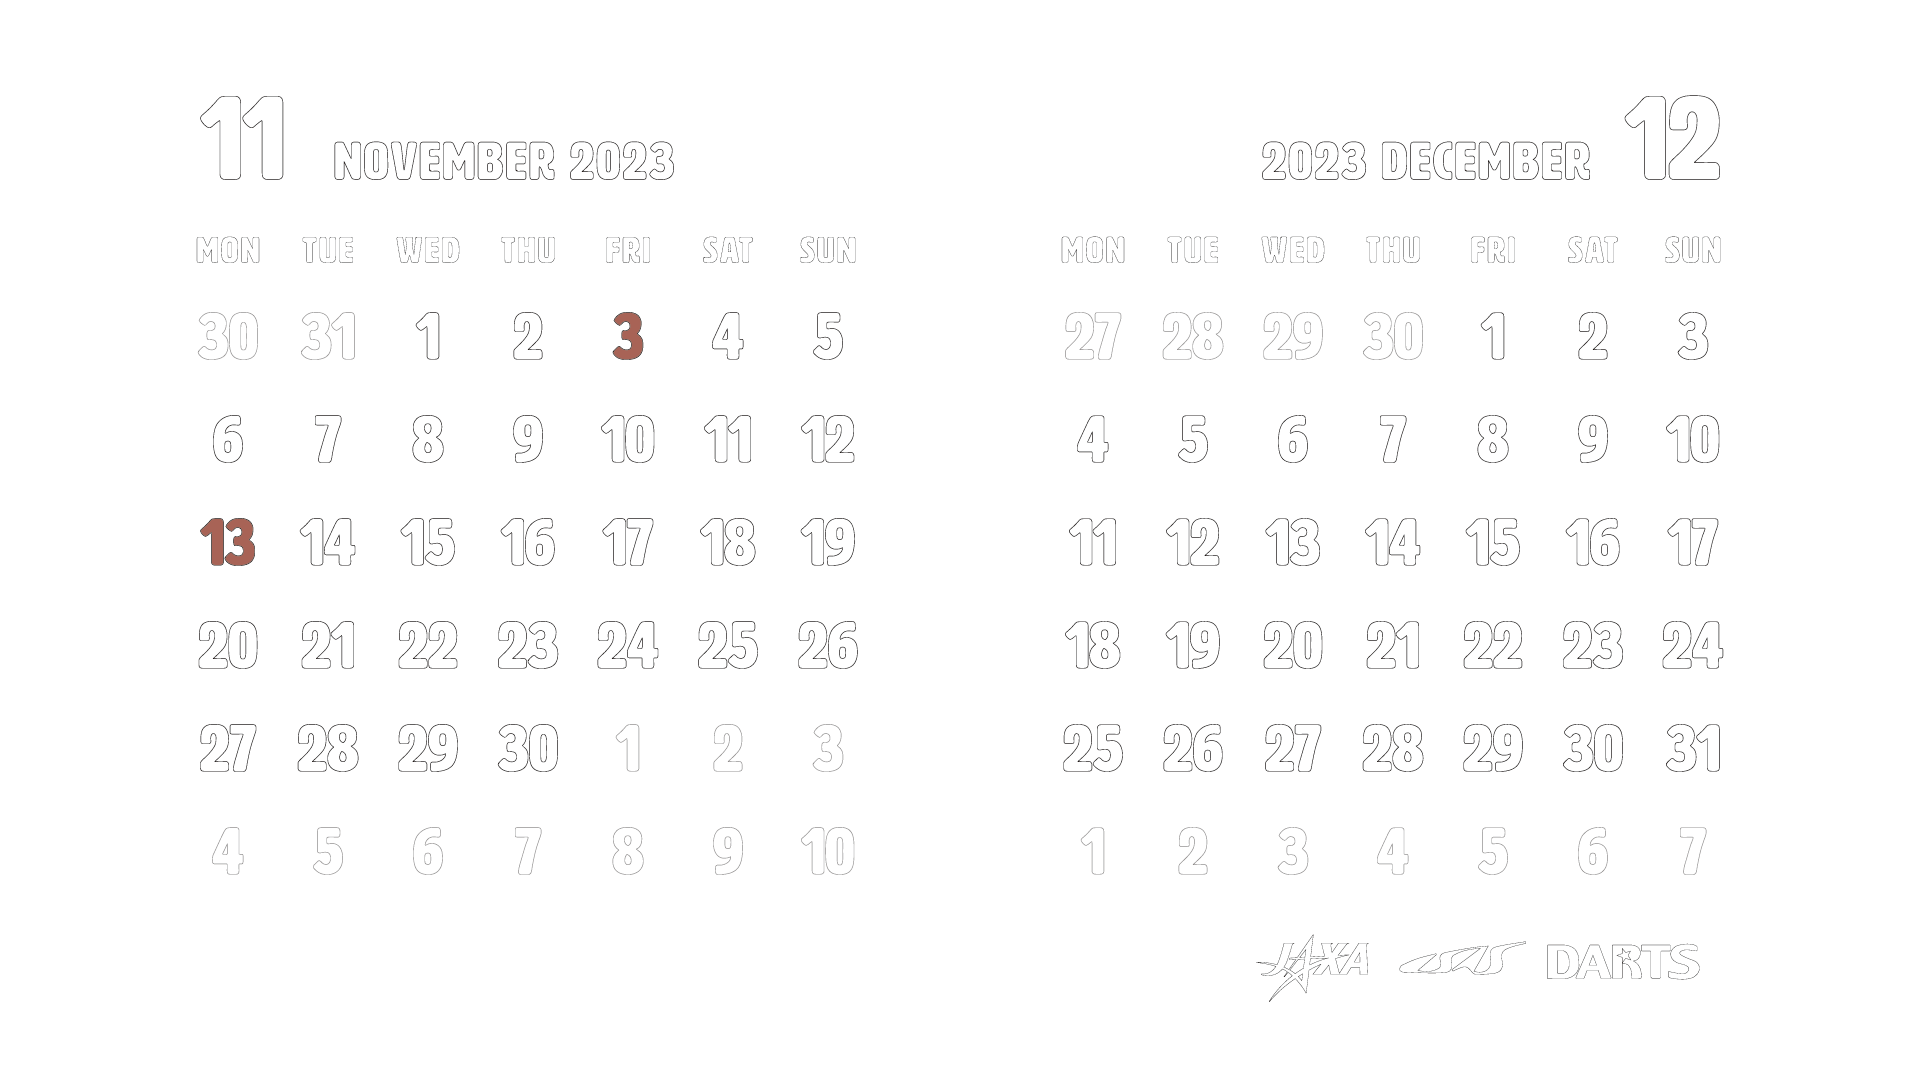 11 NOVEMBER 2023
MON TUE WED THU FRI SAT SUN
30 31 1 2 3 4 5
6 7 8 9 10 11 12
13 14 15 16 17 18 19
20 21 22 23 24 25 26
27 28 29 30 1 2 3
4 5 6 7 8 9 10
2023 DECEMBER 12
MON TUE WED THU FRI SAT SUN
27 28 29 30 1 2 3
4 5 6 7 8 9 10
11 12 13 14 15 16 17
18 19 20 21 22 23 24
25 26 27 28 29 30 31
1 2 3 4 5 6 7
JAXA ISAS DARTS